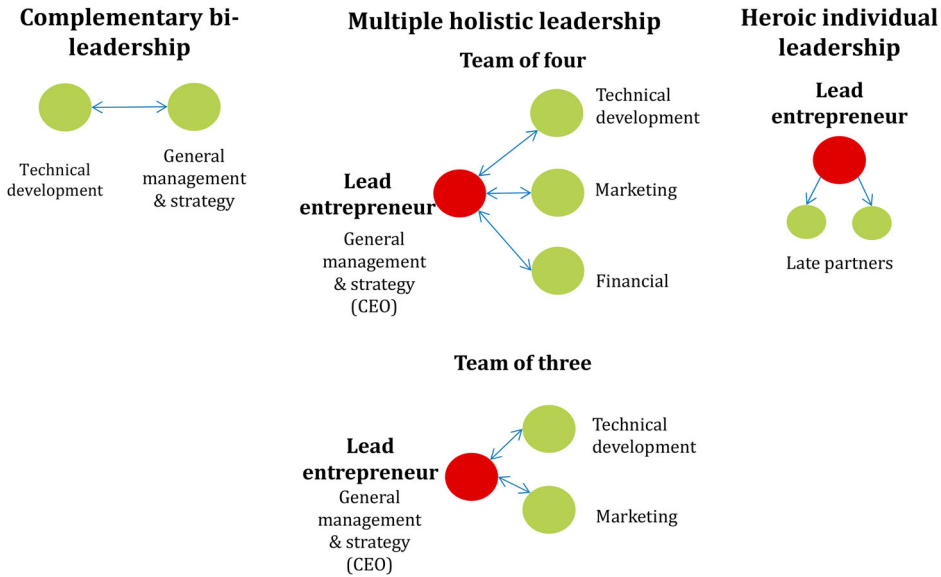 Complementary bi-
leadership
Technical
development
General
management
& strategy
Multiple holistic leadership
Team of four
Lead
entrepreneur
General
management
& strategy
(CEO)
Technical
development
Marketing
Financial
Team of three
Lead
entrepreneur
General
management
& strategy
(CEO)
Technical
development
Marketing
Heroic individual
leadership
Lead
entrepreneur
Late partners